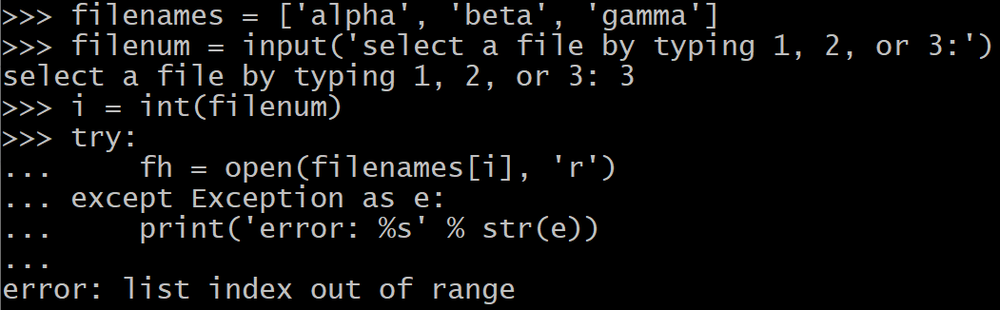 >>> filenames = ['alpha', 'beta', 'gamma']
>>> filenum = input('select a file by typing 1, 2, or 3:')
select a file by typing 1, 2, or 3: 3
>>> i = int(filenum)
>>> try:
...     fh = open(filenames[i], 'r')
... except Exception as e:
...     print('error: %s' % str(e))
...
error: list index out of range